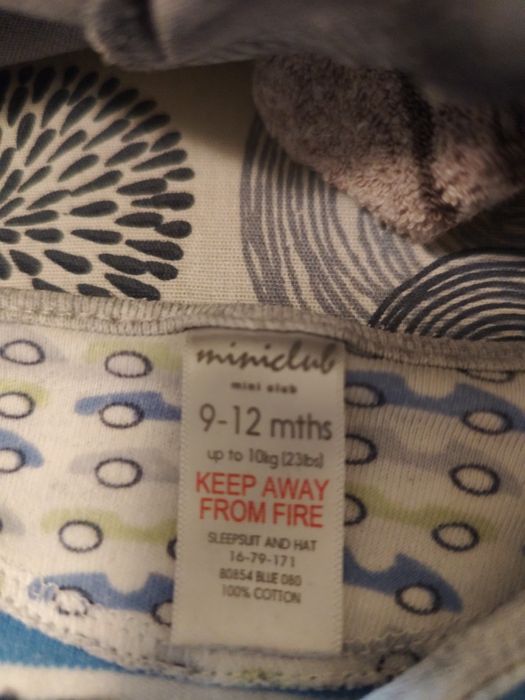 miniclub
mini club
9-12 mths
up to 10kg (23lbs)
KEEP AWAY
FROM FIRE
SLEEPSUIT AND HAT
16-79-171
80854 BLUE 080
100% COTTON